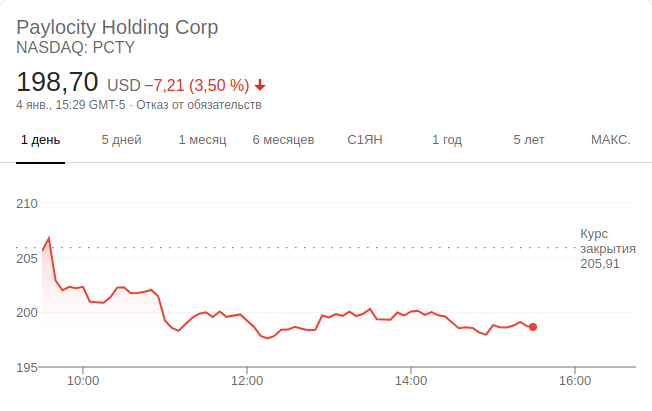 Paylocity Holding Corp
NASDAQ: PCTY
198,70 USD −7,21 (3,50 %)
4 янв., 15:29 GMT-5 · Отказ от обязательств
1 день 5 дней 1 месяц 6 месяцев С1ЯН 1 год 5 лет МАКС.
210
Курс
закрытия
205,91
205
200
195
10:00 12:00 14:00 16:00